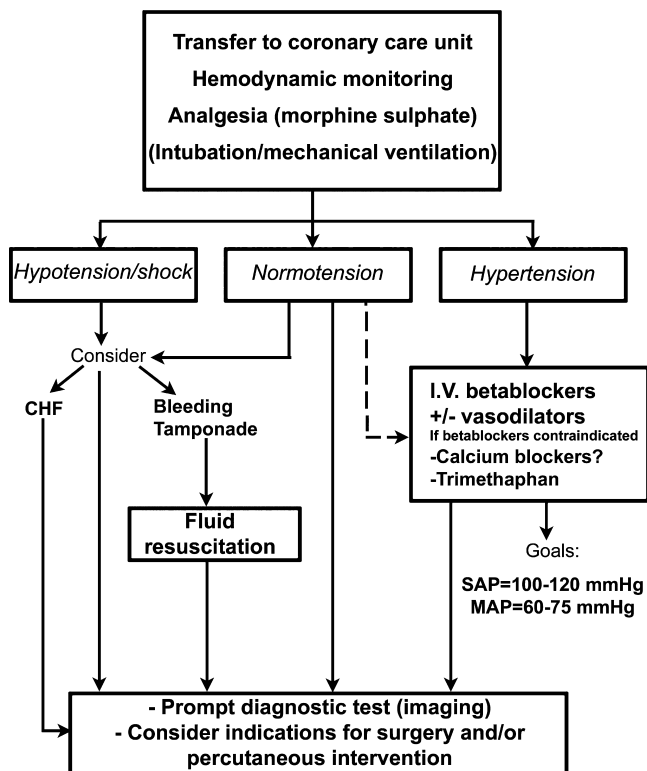 Transfer to coronary care unit
Hemodynamic monitoring
Analgesia (morphine sulphate)
(Intubation/mechanical ventilation)
Hypotension/shock
Normotension
Hypertension
Consider
CHF
Bleeding
Tamponade
I.V. betablockers
+/- vasodilators
If betablockers contraindicated
-Calcium blockers?
-Trimethaphan
Fluid
resuscitation
Goals:
SAP=100-120 mmHg
MAP=60-75 mmHg
- Prompt diagnostic test (imaging)
- Consider indications for surgery and/or
percutaneous intervention